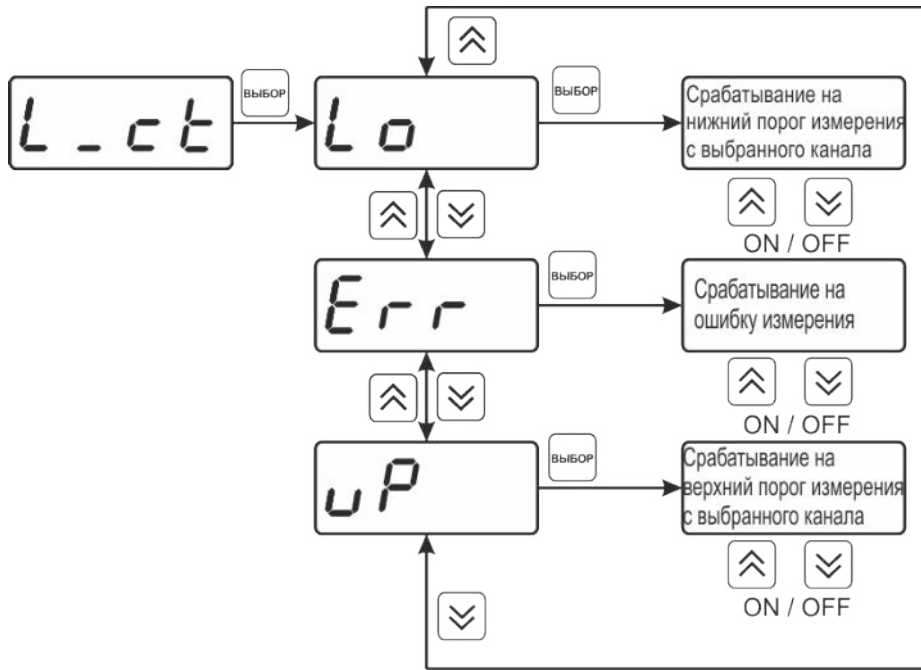 L_ct
ВЫБОР
Lo
ВЫБОР
Срабатывание на
нижний порог измерения
с выбранного канала
ON / OFF
Err
ВЫБОР
Срабатывание на
ошибку измерения
ON / OFF
uP
ВЫБОР
Срабатывание на
верхний порог измерения
с выбранного канала
ON / OFF